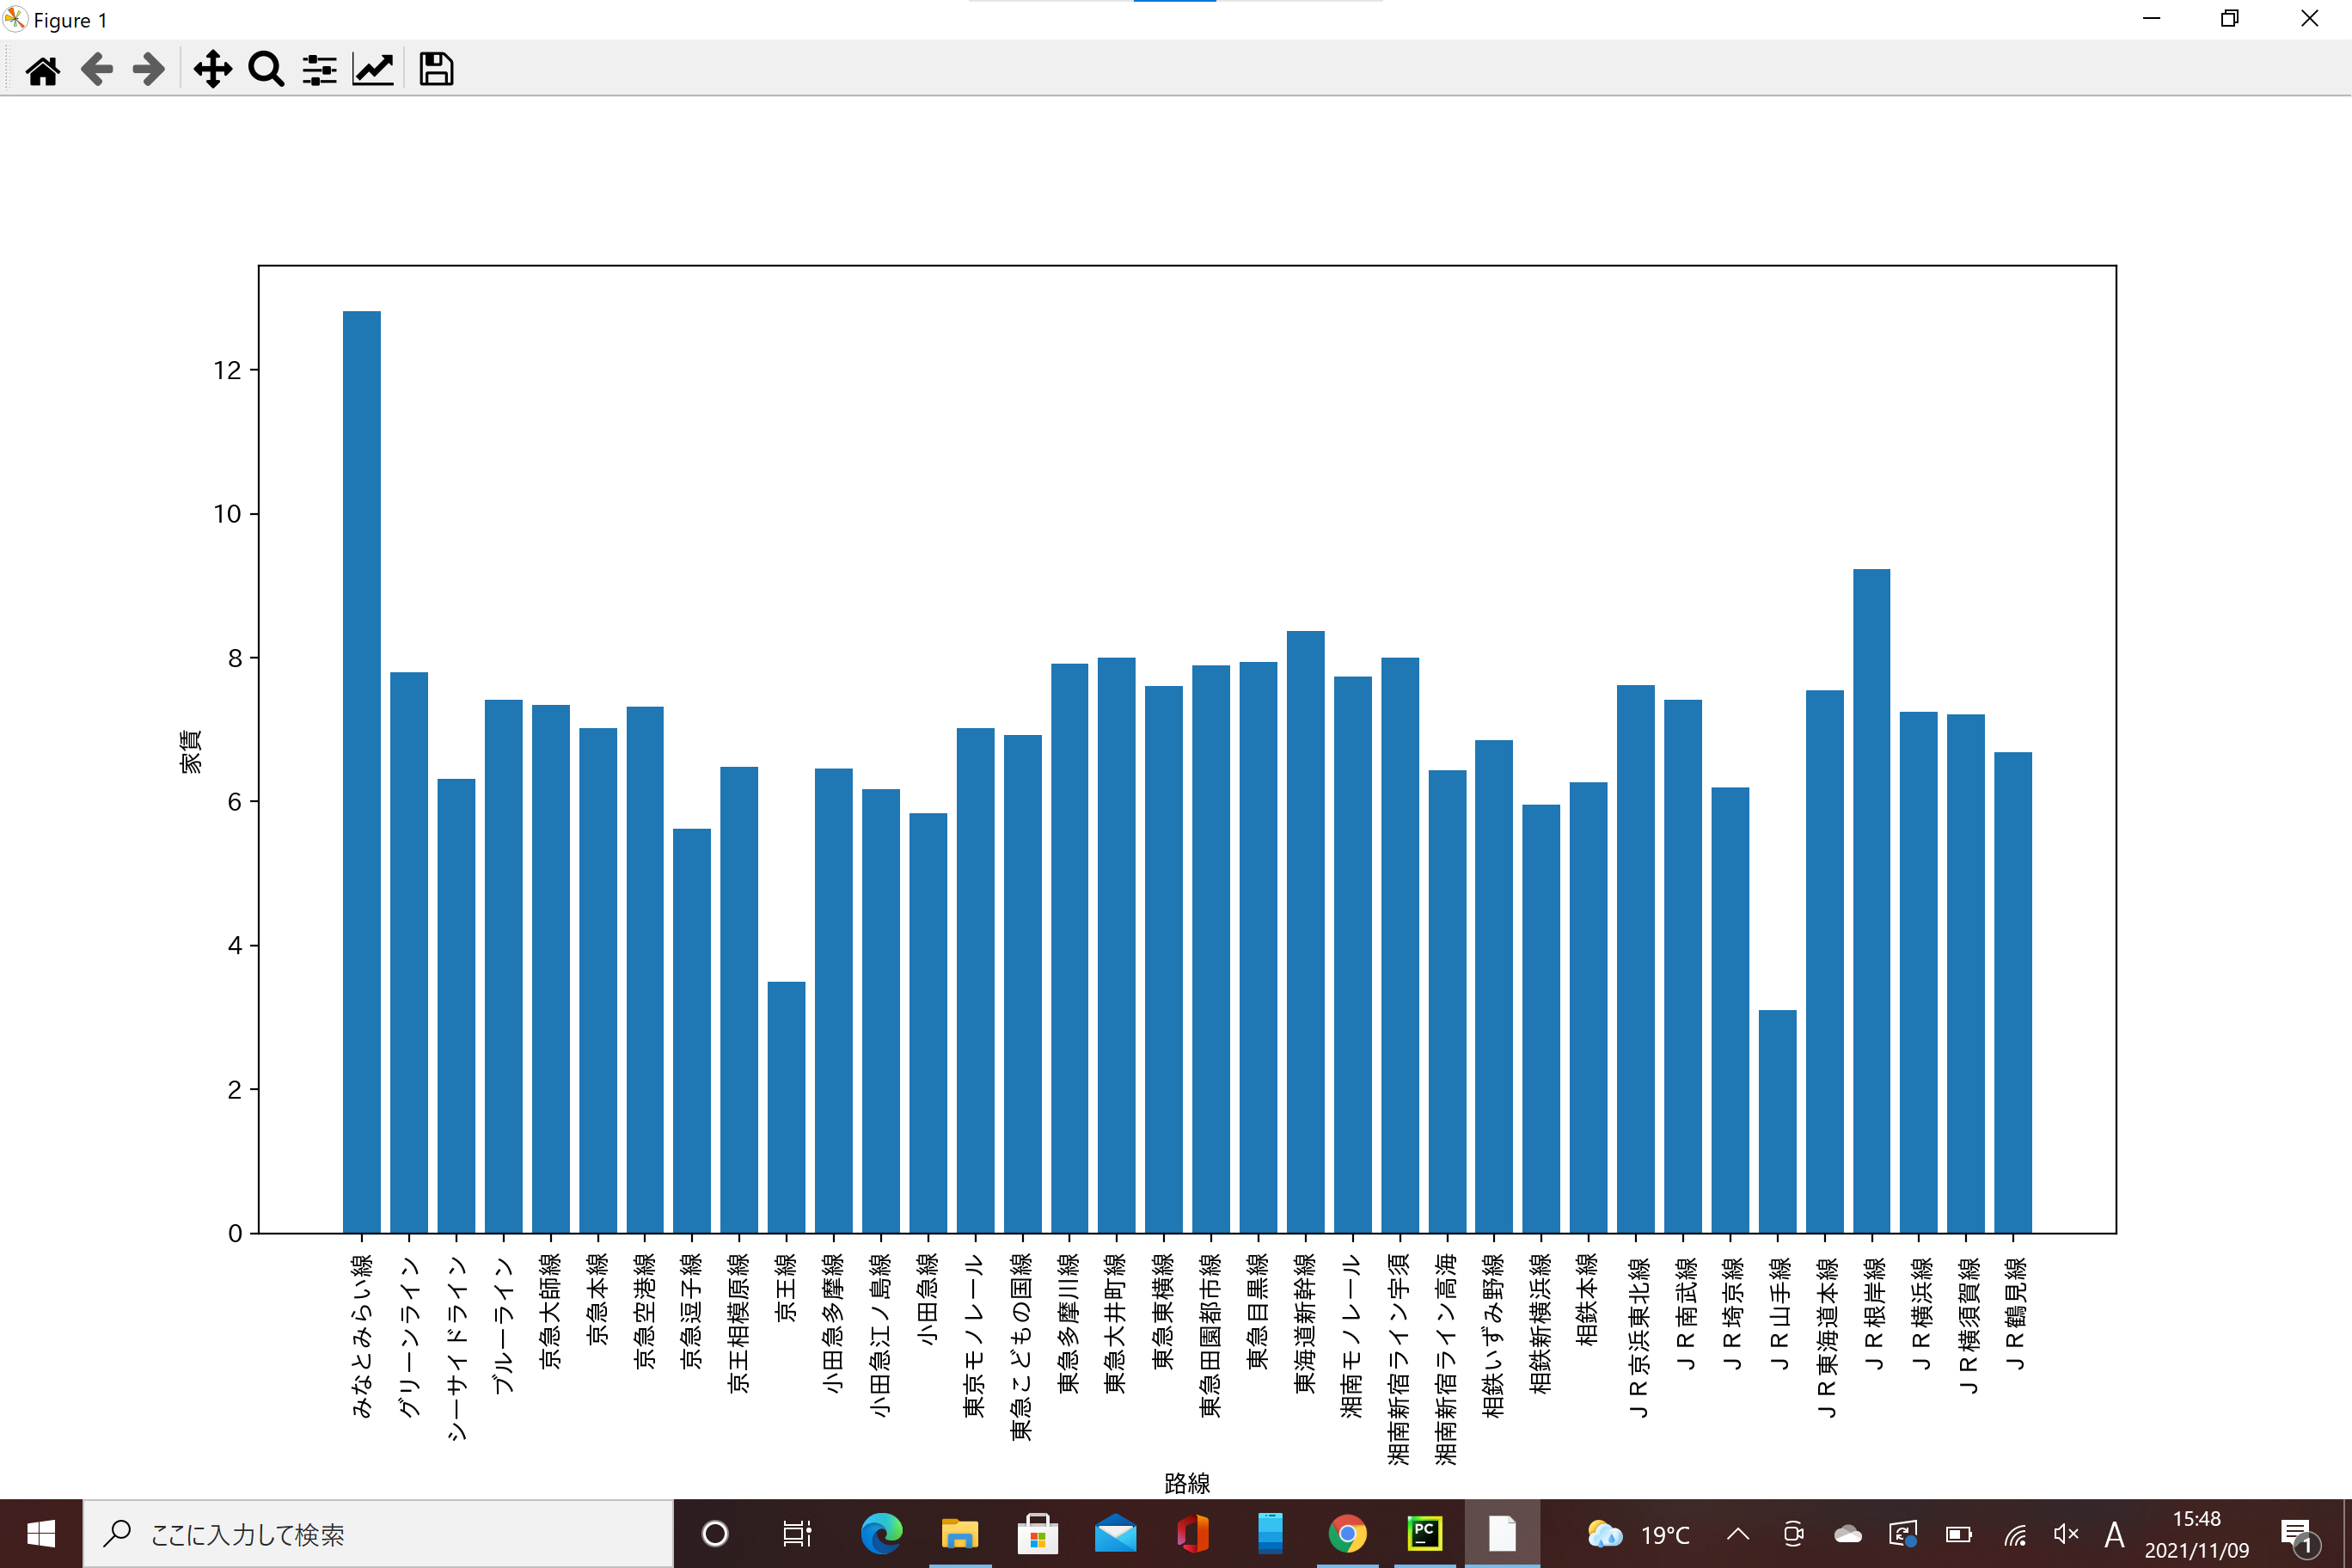 Figure 1
12
10
8
6
4
2
0
家賃
みなとみらい線
グリーンライン
シーサイドライン
ブルーライン
京急大師線
京急本線
京急空港線
京急逗子線
京王相模原線
京王線
小田急多摩線
小田急江ノ島線
小田急線
東京モノレール
東急こどもの国線
東急多摩川線
東急大井町線
東急東横線
東急田園都市線
東急目黒線
東海道新幹線
湘南モノレール
湘南新宿ライン宇須
湘南新宿ライン高海
相鉄いずみ野線
相鉄新横浜線
相鉄本線
ＪＲ京浜東北線
ＪＲ南武線
ＪＲ埼京線
ＪＲ山手線
ＪＲ東海道本線
ＪＲ根岸線
ＪＲ横浜線
ＪＲ横須賀線
ＪＲ鶴見線
路線
ここに入力して検索
PC
19°C
A
15:48
2021/11/09
1